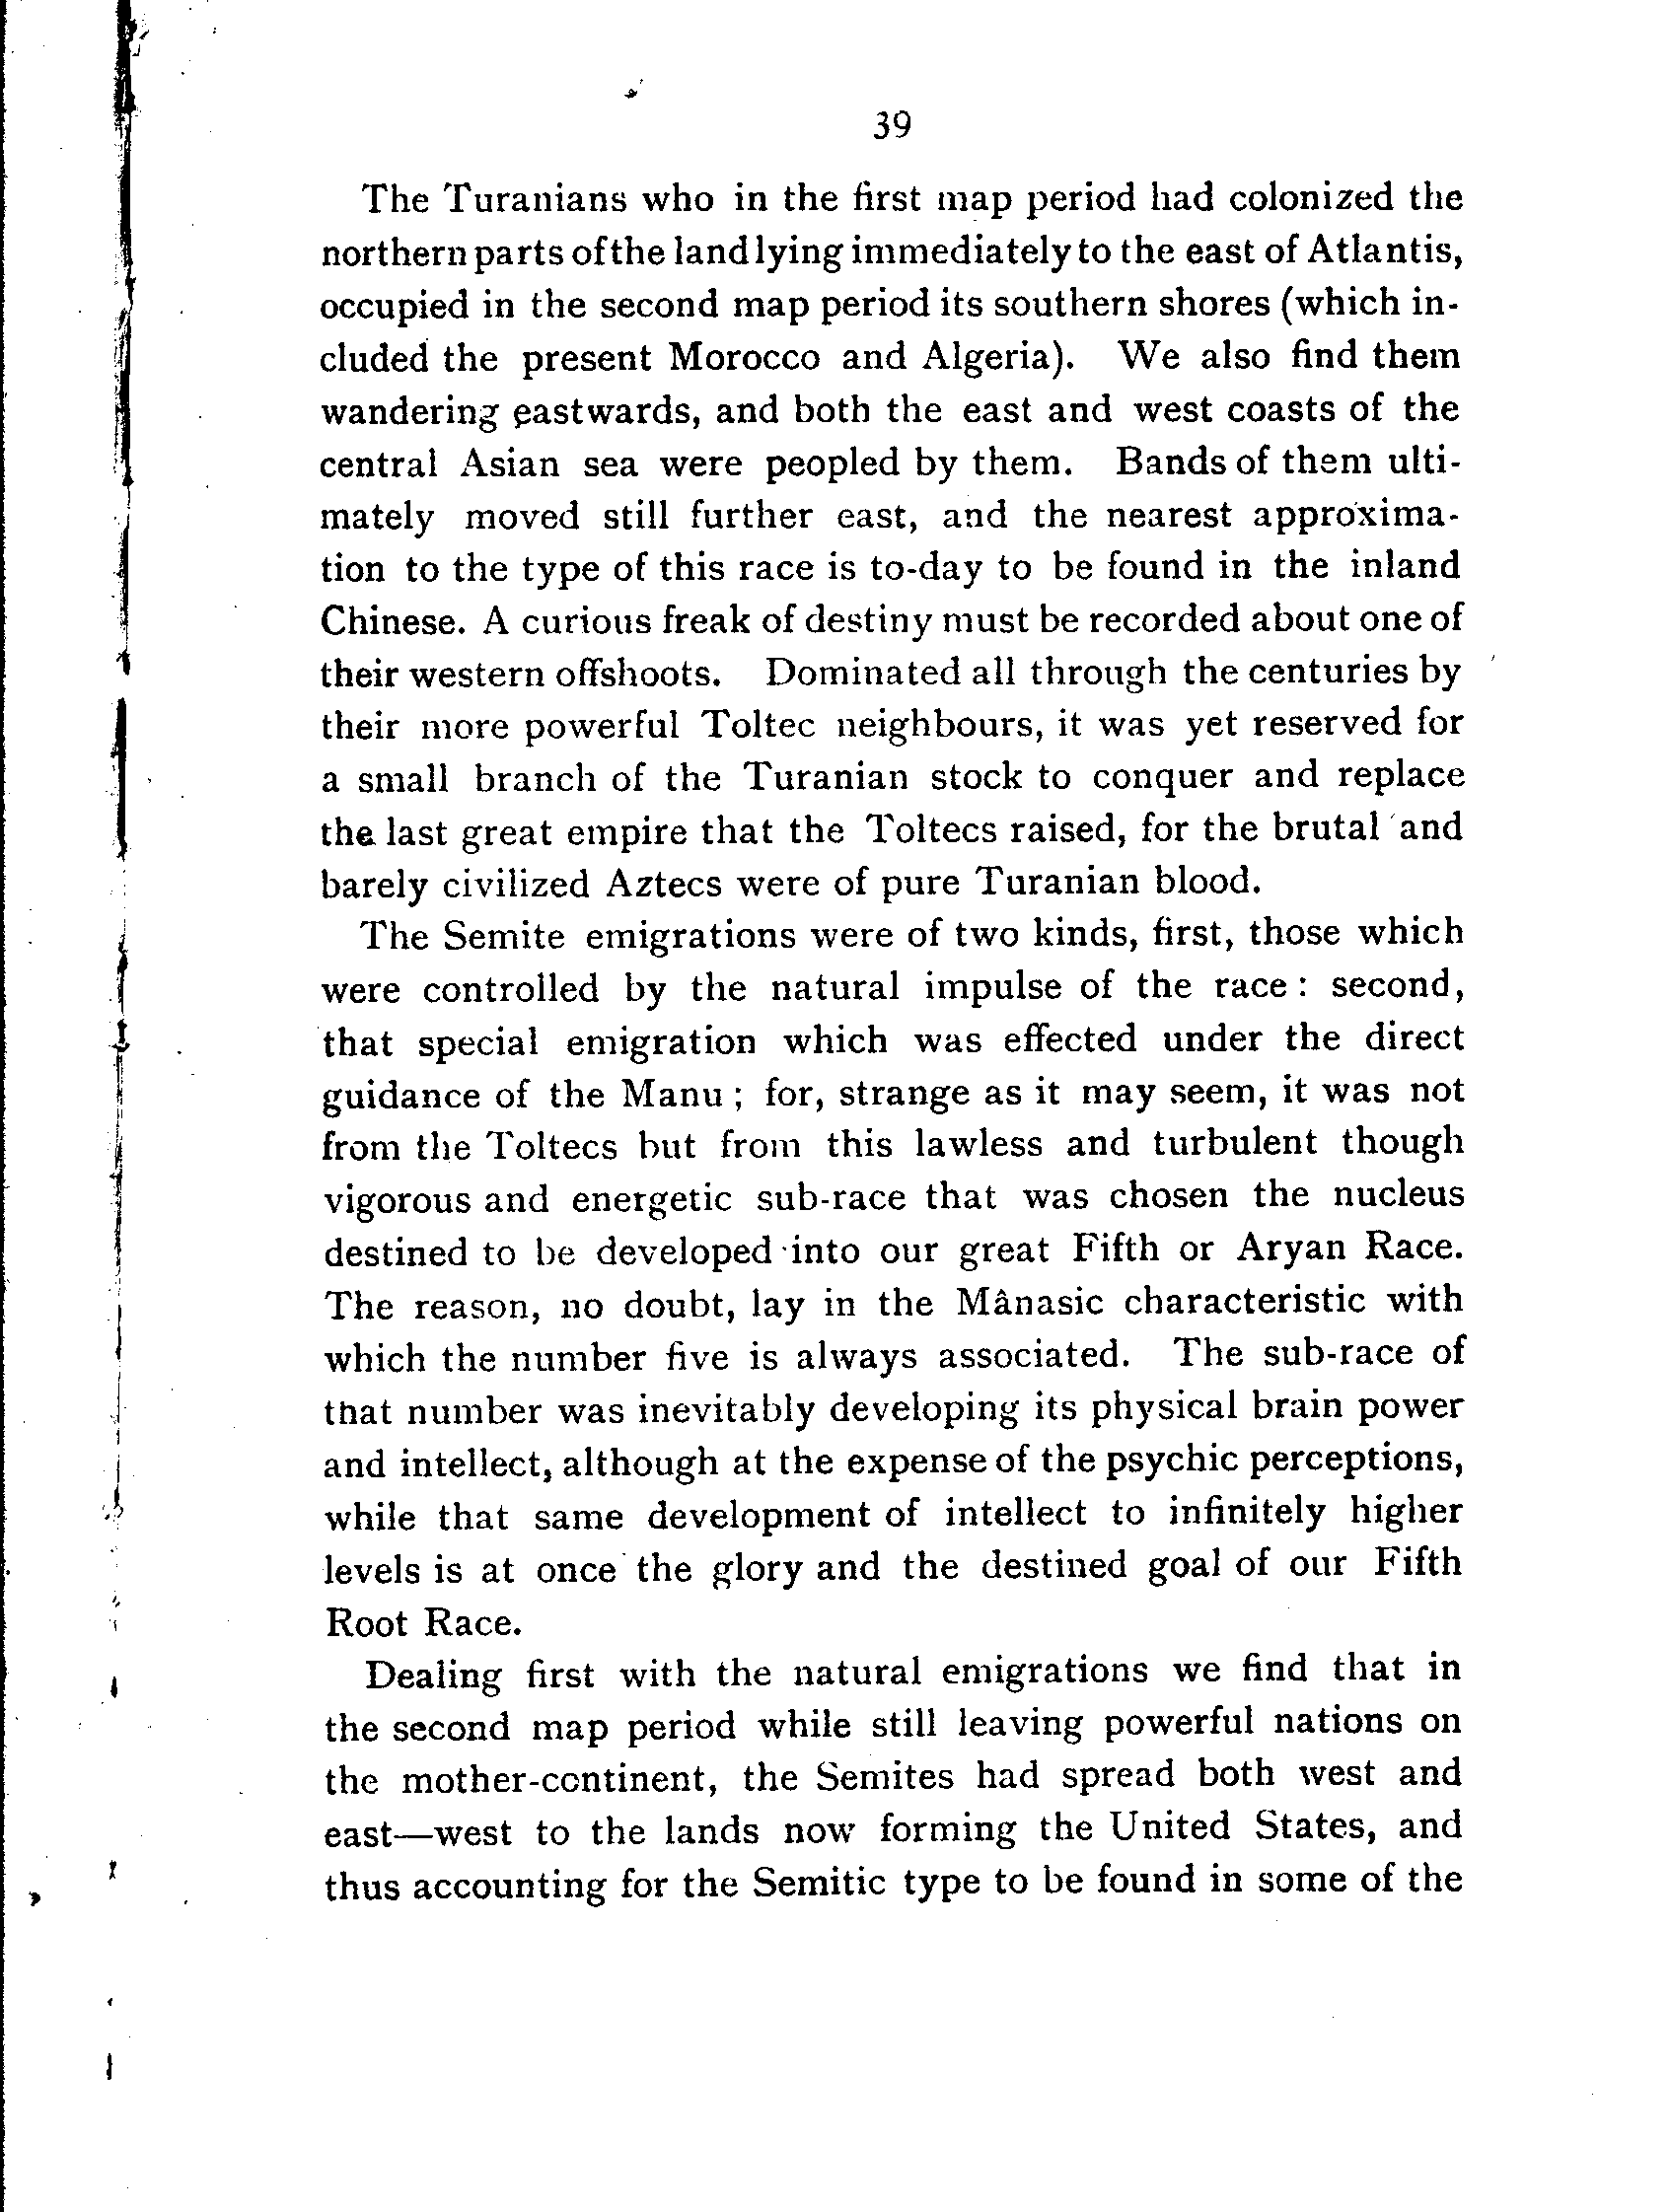 39
The Turanians who in the first map period had colonized the
northern parts of the land lying immediately to the east of Atlantis,
occupied in the second map period its southern shores (which in-
cluded the present Morocco and Algeria). We also find them
wandering eastwards, and both the east and west coasts of the
central Asian sea were peopled by them. Bands of them ulti-
mately moved still further east, and the nearest approxima-
tion to the type of this race is to-day to be found in the inland
Chinese. A curious freak of destiny must be recorded about one of
their western offshoots. Dominated all through the centuries by
their more powerful Toltec neighbours, it was yet reserved for
a small branch of the Turanian stock to conquer and replace
the last great empire that the Toltecs raised, for the brutal and
barely civilized Aztecs were of pure Turanian blood.
The Semite emigrations were of two kinds, first, those which
were controlled by the natural impulse of the race : second,
that special emigration which was effected under the direct
guidance of the Manu ; for, strange as it may seem, it was not
from the Toltecs but from this lawless and turbulent though
vigorous and energetic sub-race that was chosen the nucleus
destined to be developed into our great Fifth or Aryan Race.
The reason, no doubt, lay in the Mânasic characteristic with
which the number five is always associated. The sub-race of
that number was inevitably developing its physical brain power
and intellect, although at the expense of the psychic perceptions,
while that same development of intellect to infinitely higher
levels is at once the glory and the destined goal of our Fifth
Root Race.
Dealing first with the natural emigrations we find that in
the second map period while still leaving powerful nations on
the mother-continent, the Semites had spread both west and
east—west to the lands now forming the United States, and
thus accounting for the Semitic type to be found in some of the